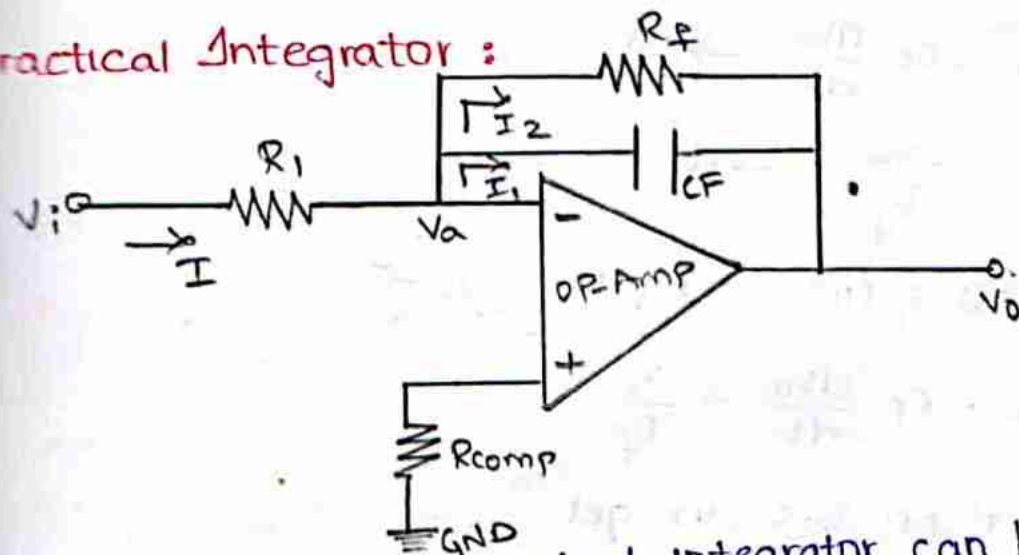 ractical Integrator :
Rf
I2
R1
I1
CF
Vi
Va
I
-
OP-Amp
Vo
+
Rcomp
GND
integrator can